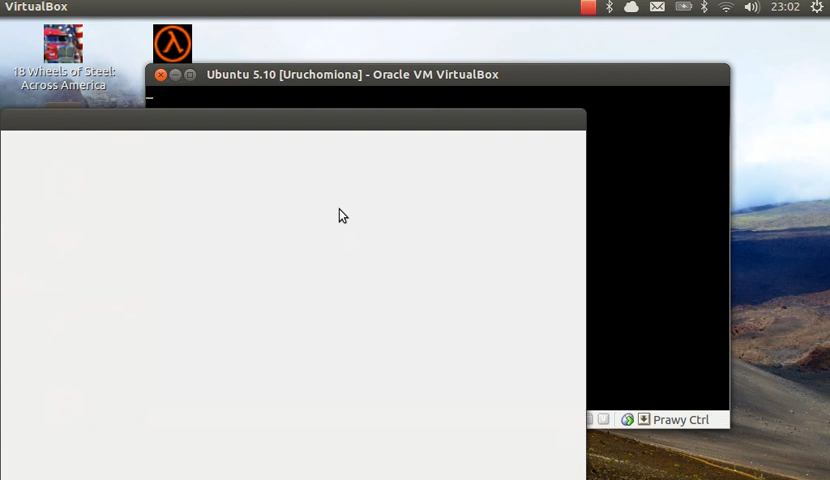 VirtualBox
23:02
18 Wheels of Steel:
Across America
Ubuntu 5.10 [Uruchomiona] - Oracle VM VirtualBox
Prawy Ctrl